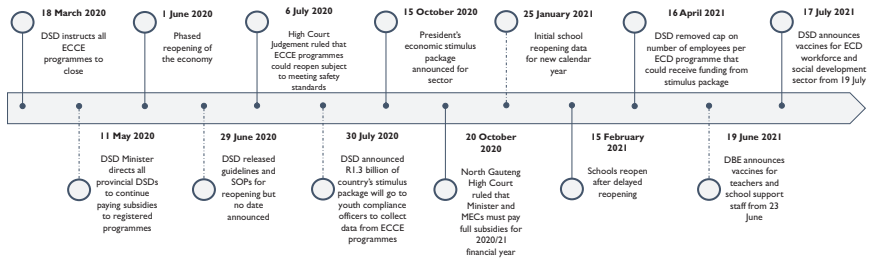 18 March 2020
DSD instructs all
ECCE
programmes to
close
1 June 2020
Phased
reopening of
the economy
6 July 2020
High Court
Judgement ruled that
ECCE programmes
could reopen subject
to meeting safety
standards
15 October 2020
President's
economic stimulus
package
announced for
sector
25 January 2021
Initial school
reopening data
for new calendar
year
16 April 2021
DSD removed cap on
number of employees per
ECD programme that
could receive funding from
stimulus package
17 July 2021
DSD announces
vaccines for ECD
workforce and
social development
sector from 19 July
11 May 2020
DSD Minister
directs all
provincial DSDs
to continue
paying subsidies
to registered
programmes
29 June 2020
DSD released
guidelines and
SOPs for
reopening but
no date
announced
30 July 2020
DSD announced
R1.3 billion of
country's stimulus
package will go to
youth compliance
officers to collect
data from ECCE
programmes
20 October
2020
North Gauteng
High Court
ruled that
Minister and
MECs must pay
full subsidies for
2020/21
financial year
15 February
2021
Schools reopen
after delayed
reopening
19 June 2021
DBE announces
vaccines for
teachers and
school support
staff from 23
June